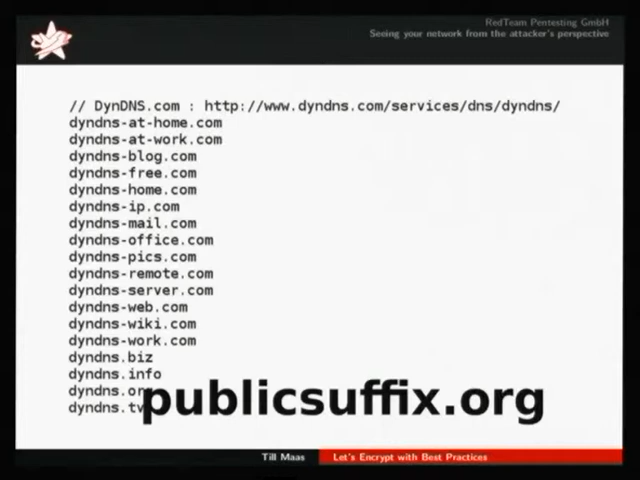 RedTeam Pentesting GmbH
Seeing your network from the attacker's perspective
// DynDNS.com : http://www.dyndns.com/services/dns/dyndns/
dyndns-at-home.com
dyndns-at-work.com
dyndns-blog.com
dyndns-free.com
dyndns-home.com
dyndns-ip.com
dyndns-mail.com
dyndns-office.com
dyndns-pics.com
dyndns-remote.com
dyndns-server.com
dyndns-web.com
dyndns-wiki.com
dyndns-work.com
dyndns.biz
dyndns.info
dyndns.org
dyndns.tv
publicsuffix.org
Till Maas
Let's Encrypt with Best Practices